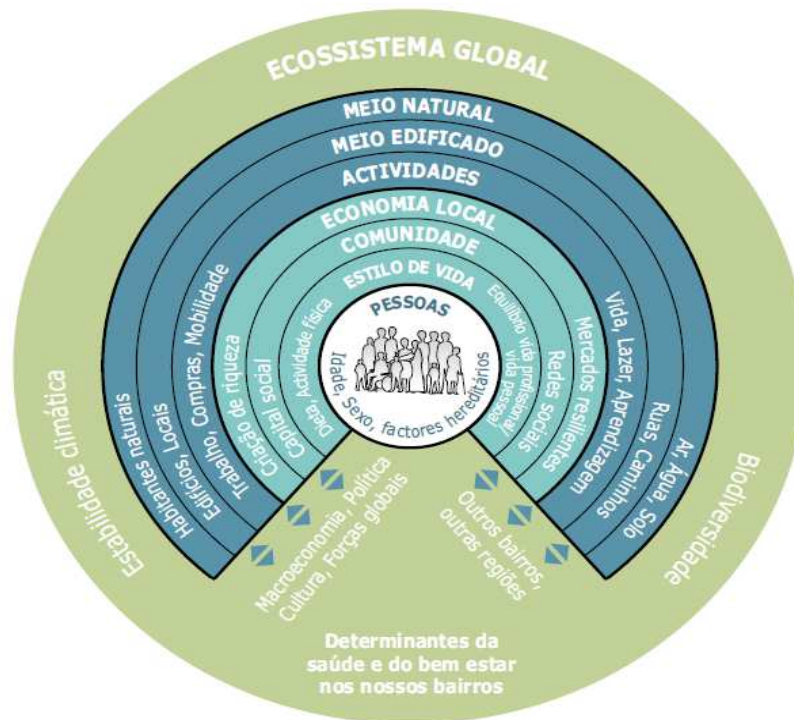 ECOSSISTEMA GLOBAL
MEIO NATURAL
MEIO EDIFICADO
ACTIVIDADES
ECONOMIA LOCAL
COMUNIDADE
ESTILO DE VIDA
PESSOAS
Idade, Sexo, factores hereditários
Dieta, Actividade física
Capital social
Criação de riqueza
Trabalho, Compras, Mobilidade
Edifícios, Locais
Habitantes naturais
Estabilidade climática
Equilíbrio vida profissional/
vida pessoal
Redes sociais
Mercados resilientes
Vida, Lazer, Aprendizagem
Ruas, Caminhos
Ar, Água, Solo
Biodiversidade
Macroeconomia, Política
Cultura, Forças globais
Outros bairros,
outras regiões
Determinantes da
saúde e do bem estar
nos nossos bairros